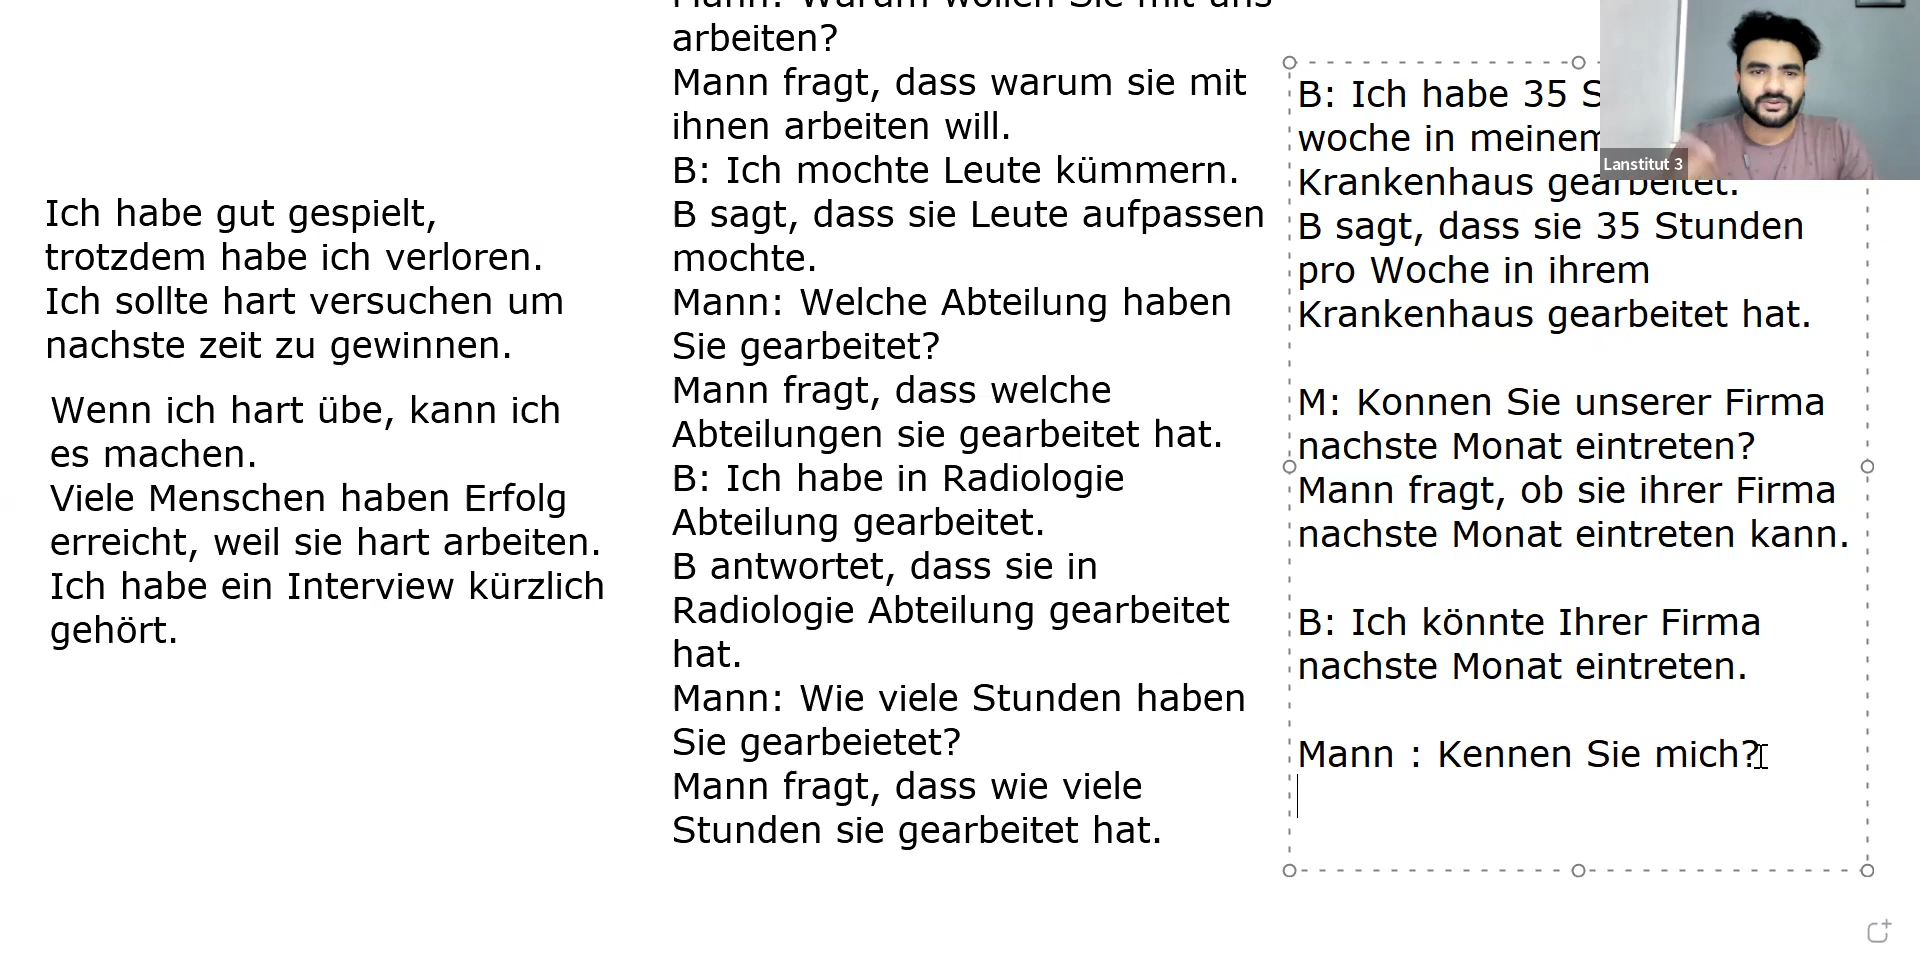 Ich habe gut gespielt,
trotzdem habe ich verloren.
Ich sollte hart versuchen um
nachste zeit zu gewinnen.
Wenn ich hart übe, kann ich
es machen.
Viele Menschen haben Erfolg
erreicht, weil sie hart arbeiten.
Ich habe ein Interview kürzlich
gehört.
Mann: Warum wollen Sie mit uns
arbeiten?
Mann fragt, dass warum sie mit
ihnen arbeiten will.
B: Ich mochte Leute kümmern.
B sagt, dass sie Leute aufpassen
mochte.
Mann: Welche Abteilung haben
Sie gearbeitet?
Mann fragt, dass welche
Abteilungen sie gearbeitet hat.
B: Ich habe in Radiologie
Abteilung gearbeitet.
B antwortet, dass sie in
Radiologie Abteilung gearbeitet
hat.
Mann: Wie viele Stunden haben
Sie gearbeietet?
Mann fragt, dass wie viele
Stunden sie gearbeitet hat.
B: Ich habe 35
woche in meinem
Krankenhaus gearbeitet.
B sagt, dass sie 35 Stunden
pro Woche in ihrem
Krankenhaus gearbeitet hat.
M: Konnen Sie unserer Firma
nachste Monat eintreten?
Mann fragt, ob sie ihrer Firma
nachste Monat eintreten kann.
B: Ich könnte Ihrer Firma
nachste Monat eintreten.
Mann : Kennen Sie mich?
Lanstitut 3